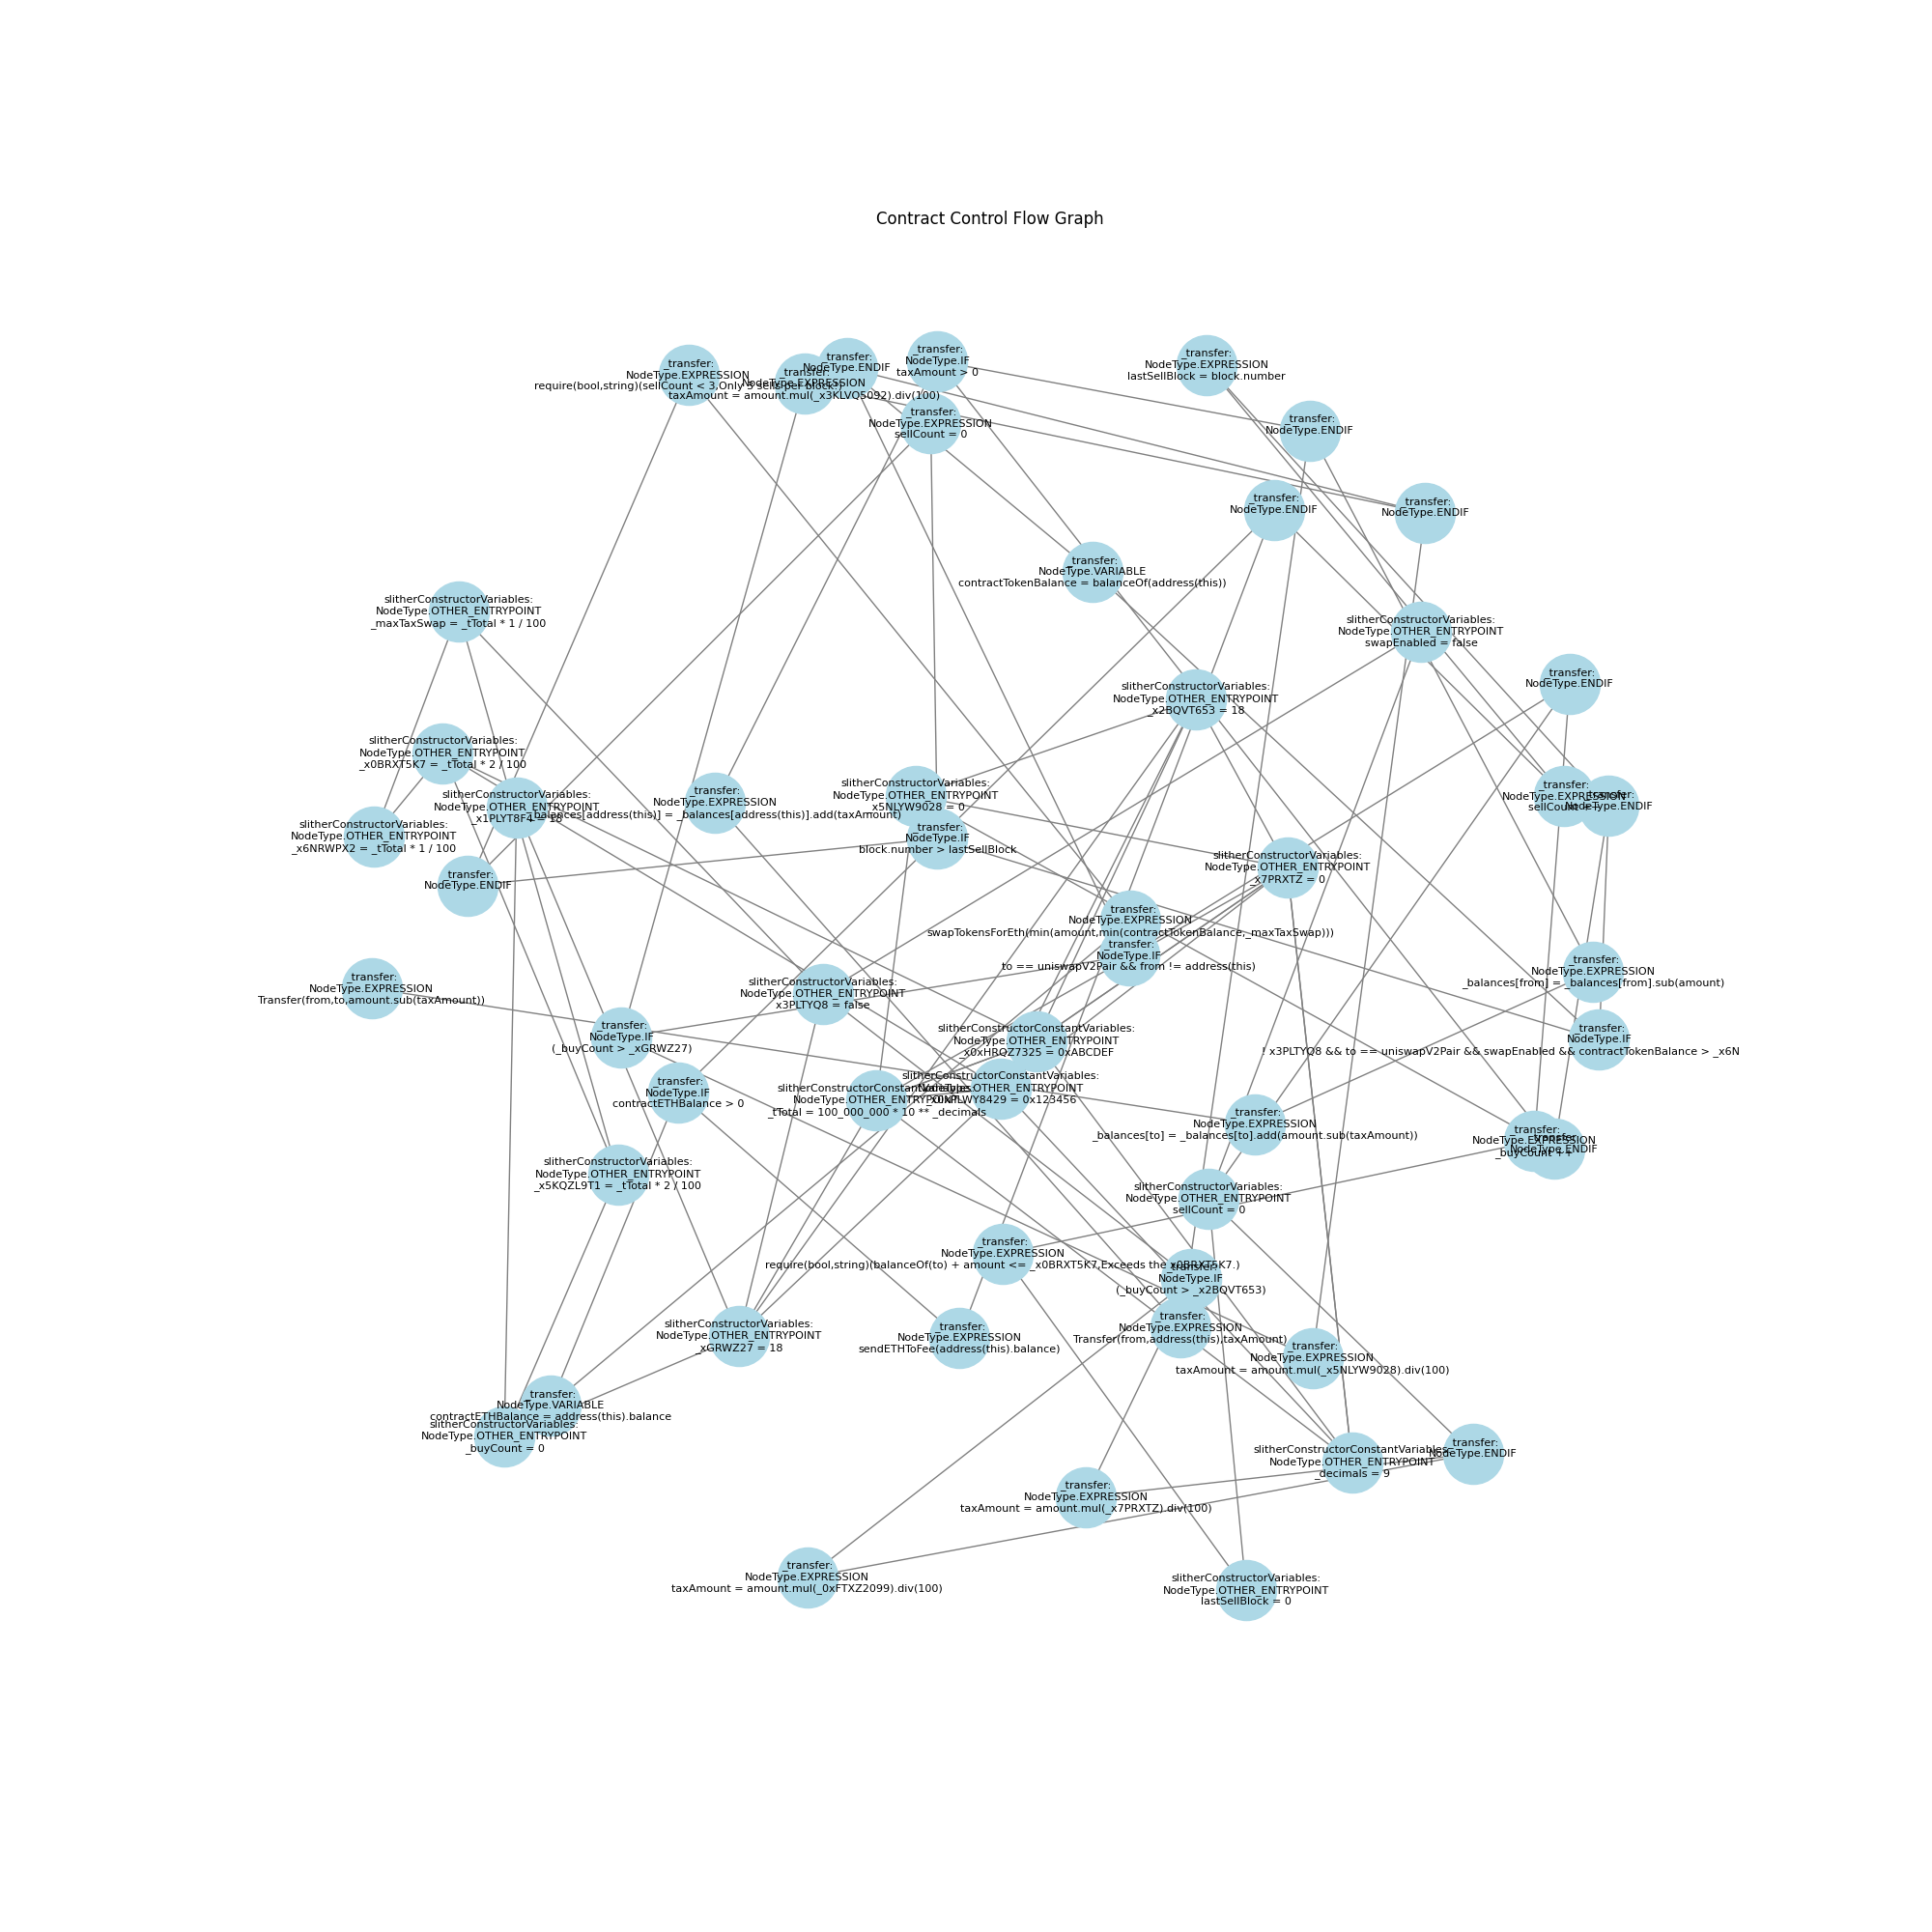 Contract Control Flow Graph
_transfer:
NodeType.EXPRESSION
require(bool,string)(sellCount < 3,Only 3 sells per block!)
_transfer:
NodeType.EXPRESSION
taxAmount = amount.mul(_x3KLVQ5092).div(100)
_transfer:
NodeType.ENDIF
_transfer:
NodeType.IF
taxAmount > 0
_transfer:
NodeType.EXPRESSION
sellCount = 0
_transfer:
NodeType.EXPRESSION
lastSellBlock = block.number
_transfer:
NodeType.ENDIF
_transfer:
NodeType.ENDIF
_transfer:
NodeType.ENDIF
_transfer:
NodeType.VARIABLE
contractTokenBalance = balanceOf(address(this))
slitherConstructorVariables:
NodeType.OTHER_ENTRYPOINT
_maxTaxSwap = _tTotal * 1 / 100
slitherConstructorVariables:
NodeType.OTHER_ENTRYPOINT
swapEnabled = false
_transfer:
NodeType.ENDIF
slitherConstructorVariables:
NodeType.OTHER_ENTRYPOINT
_x2BQVT653 = 18
slitherConstructorVariables:
NodeType.OTHER_ENTRYPOINT
_x0BRXT5K7 = _tTotal * 2 / 100
slitherConstructorVariables:
NodeType.OTHER_ENTRYPOINT
_x1PLYT8F4 = 18
_transfer:
NodeType.EXPRESSION
_balances[address(this)] = _balances[address(this)].add(taxAmount)
slitherConstructorVariables:
NodeType.OTHER_ENTRYPOINT
_x5NLYW9028 = 0
_transfer:
NodeType.EXPRESSION
sellCount
_transfer:
NodeType.ENDIF
slitherConstructorVariables:
NodeType.OTHER_ENTRYPOINT
_x6NRWPX2 = _tTotal * 1 / 100
_transfer:
NodeType.IF
block.number > lastSellBlock
slitherConstructorVariables:
NodeType.OTHER_ENTRYPOINT
_x7PRXTZ = 0
_transfer:
NodeType.ENDIF
_transfer:
NodeType.EXPRESSION
swapTokensForEth(min(amount,min(contractTokenBalance,_maxTaxSwap)))
_transfer:
NodeType.IF
to == uniswapV2Pair && from != address(this)
_transfer:
NodeType.EXPRESSION
_balances[from] = _balances[from].sub(amount)
_transfer:
NodeType.EXPRESSION
Transfer(from,to,amount.sub(taxAmount))
slitherConstructorVariables:
NodeType.OTHER_ENTRYPOINT
x3PLTYQ8 = false
_transfer:
NodeType.IF
(_buyCount > _xGRWZ27)
slitherConstructorConstantVariables:
NodeType.OTHER_ENTRYPOINT
_x0xHRQZ7325 = 0xABCDEF
_transfer:
NodeType.IF
! x3PLTYQ8 && to == uniswapV2Pair && swapEnabled && contractTokenBalance > _x6N
_transfer:
NodeType.IF
contractETHBalance > 0
slitherConstructorConstantVariables:
NodeType.OTHER_ENTRYPOINT
_tTotal = 100_000_000 * 10 ** _decimals
slitherConstructorConstantVariables:
NodeType.OTHER_ENTRYPOINT
= 0x123456
_transfer:
NodeType.EXPRESSION
_balances[to] = _balances[to].add(amount.sub(taxAmount))
_transfer:
NodeType.EXPRESSION
_buyCount ++
_transfer:
NodeType.ENDIF
slitherConstructorVariables:
NodeType.OTHER_ENTRYPOINT
_x5KQZL9T1 = _tTotal * 2 / 100
slitherConstructorVariables:
NodeType.OTHER_ENTRYPOINT
sellCount = 0
_transfer:
NodeType.EXPRESSION
require(bool,string)(balanceOf(to) + amount <= _x0BRXT5K7,Exceeds the x0BRXT5K7.)
_transfer:
NodeType.IF
(_buyCount > _x2BQVT653)
slitherConstructorVariables:
NodeType.OTHER_ENTRYPOINT
_xGRWZ27 = 18
_transfer:
NodeType.EXPRESSION
sendETHToFee(address(this).balance)
_transfer:
NodeType.EXPRESSION
Transfer(from,address(this),taxAmount)
_transfer:
NodeType.EXPRESSION
taxAmount = amount.mul(_x5NLYW9028).div(100)
_transfer:
NodeType.VARIABLE
contractETHBalance = address(this).balance
slitherConstructorVariables:
NodeType.OTHER_ENTRYPOINT
_buyCount = 0
slitherConstructorConstantVariables:
NodeType.OTHER_ENTRYPOINT
_decimals = 9
_transfer:
NodeType.ENDIF
_transfer:
NodeType.EXPRESSION
taxAmount = amount.mul(_x7PRXTZ).div(100)
_transfer:
NodeType.EXPRESSION
taxAmount = amount.mul(_0xFTXZ2099).div(100)
slitherConstructorVariables:
NodeType.OTHER_ENTRYPOINT
lastSellBlock = 0